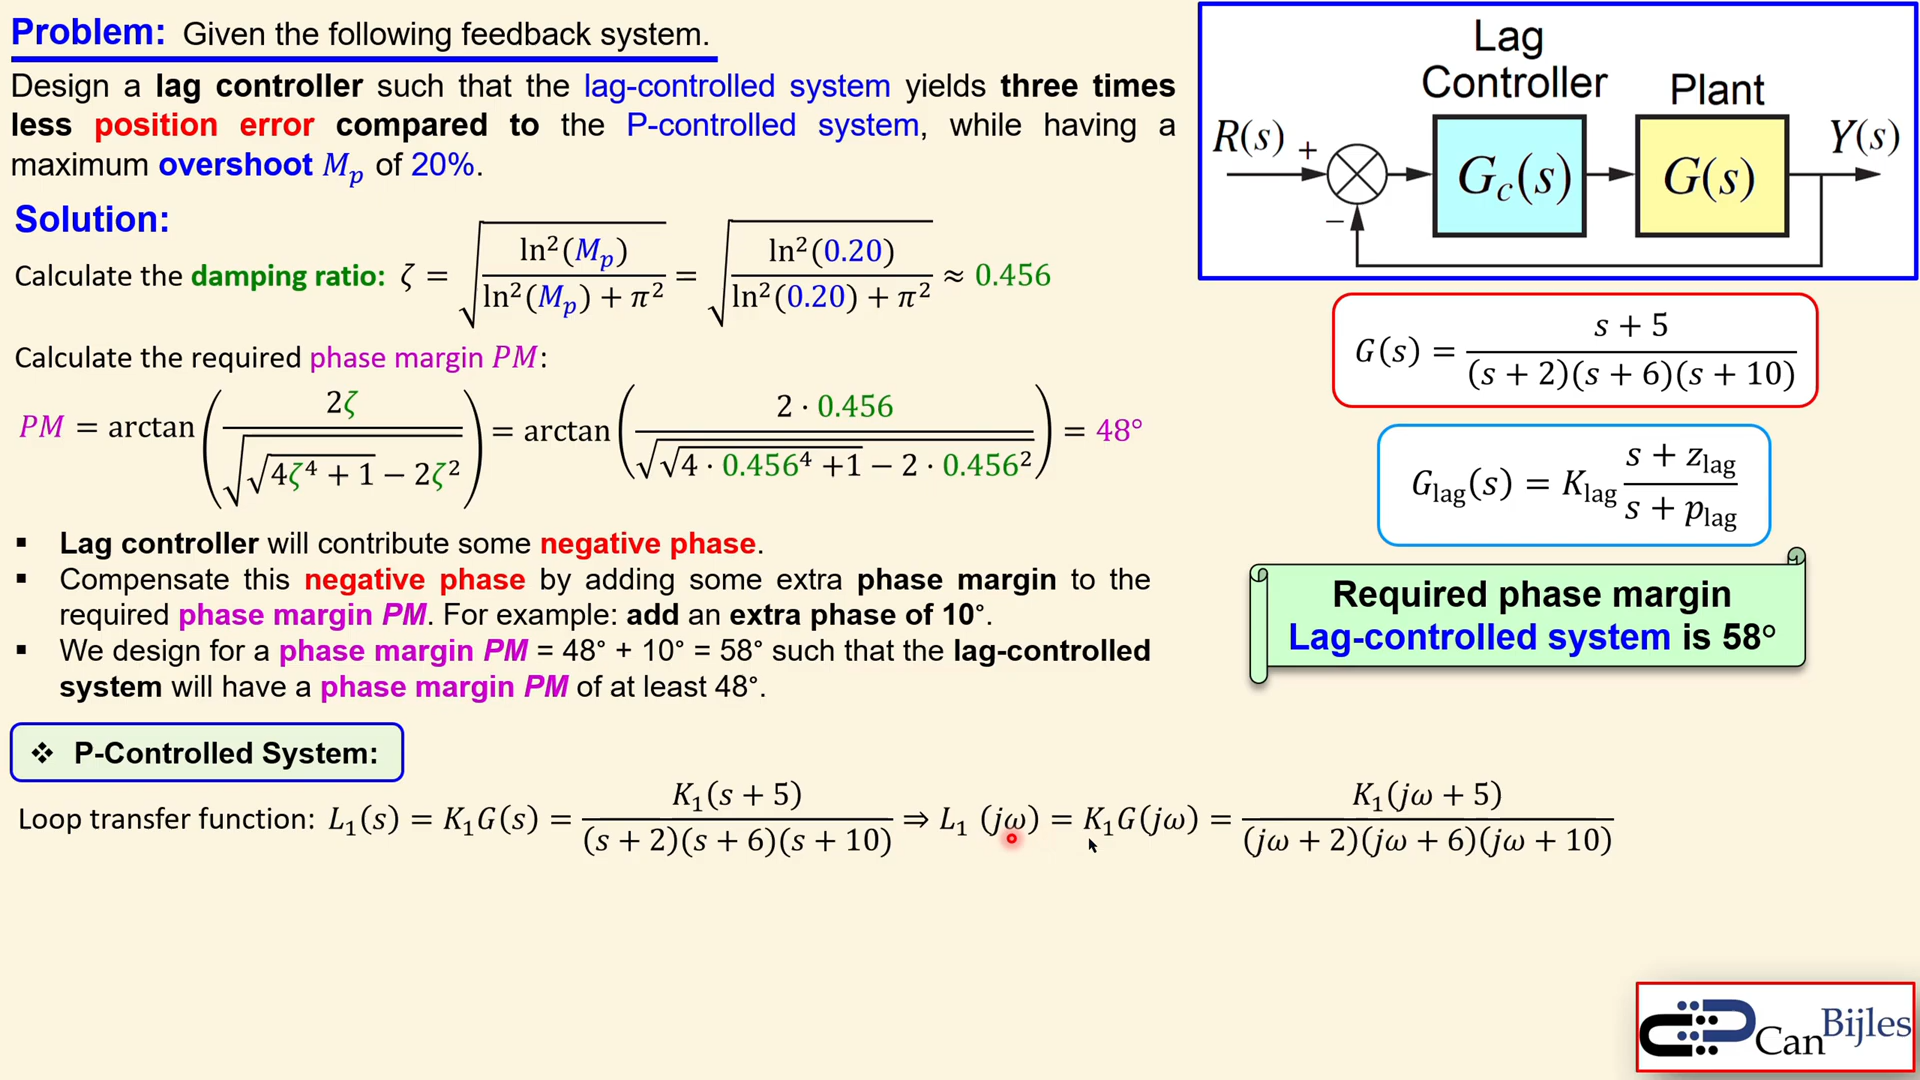 Problem: Given the following feedback system.
Design a lag controller such that the lag-controlled system yields three times
less position error compared to the P-controlled system, while having a
maximum overshoot Mₚ of 20%.
Solution:
Calculate the damping ratio: ζ = √(ln²(Mₚ) / (ln²(Mₚ) + π²)) = √(ln²(0.20) / (ln²(0.20) + π²)) ≈ 0.456
Calculate the required phase margin PM:
PM = arctan(2ζ / √(√(4ζ⁴ + 1) − 2ζ²)) = arctan(2 · 0.456 / √(√(4 · 0.456⁴ +1) − 2 · 0.456²)) = 48°
▪ Lag controller will contribute some negative phase.
▪ Compensate this negative phase by adding some extra phase margin to the
required phase margin PM. For example: add an extra phase of 10°.
▪ We design for a phase margin PM = 48° + 10° = 58° such that the lag-controlled
system will have a phase margin PM of at least 48°.
❖ P-Controlled System:
Loop transfer function: L₁(s) = K₁G(s) = K₁(s + 5) / ((s + 2)(s + 6)(s + 10)) ⇒ L₁ (jω) = K₁G(jω) = K₁(jω + 5) / ((jω + 2)(jω + 6)(jω + 10))
Lag
Controller
Plant
R(s)
+
−
G_c(s)
G(s)
Y(s)
G(s) = (s + 5) / ((s + 2)(s + 6)(s + 10))
G_lag(s) = K_lag (s + z_lag) / (s + p_lag)
Required phase margin
Lag-controlled system is 58°
Can Bijles